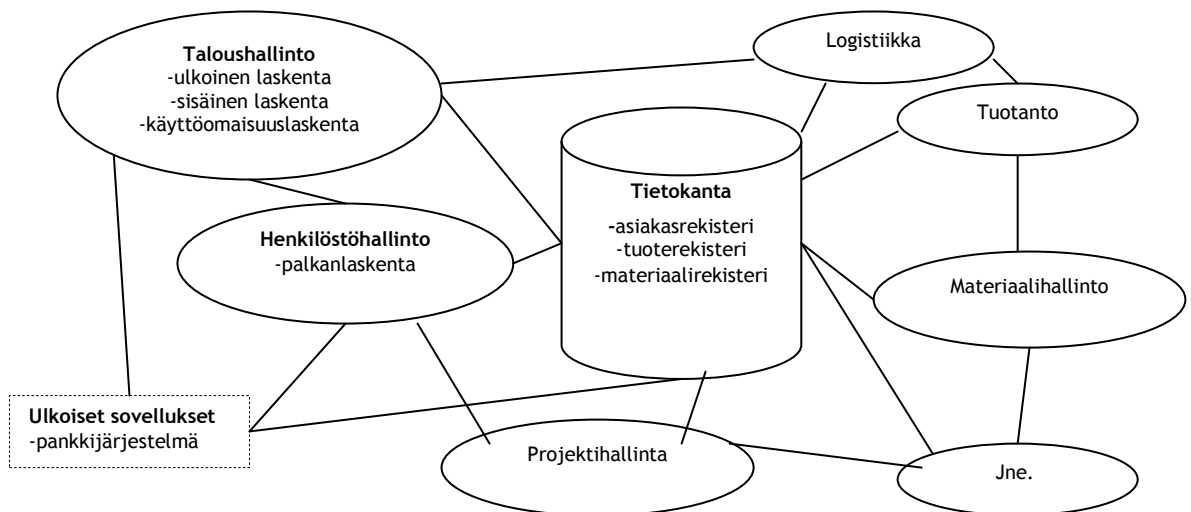 Taloushallinto
-ulkoinen laskenta
-sisäinen laskenta
-käyttöomaisuuslaskenta
Logistiikka
Tuotanto
Tietokanta
-asiakasrekisteri
-tuoterekisteri
-materiaalirekisteri
Henkilöstöhallinto
-palkanlaskenta
Materiaalihallinto
Ulkoiset sovellukset
-pankkijärjestelmä
Projektihallinta
Jne.